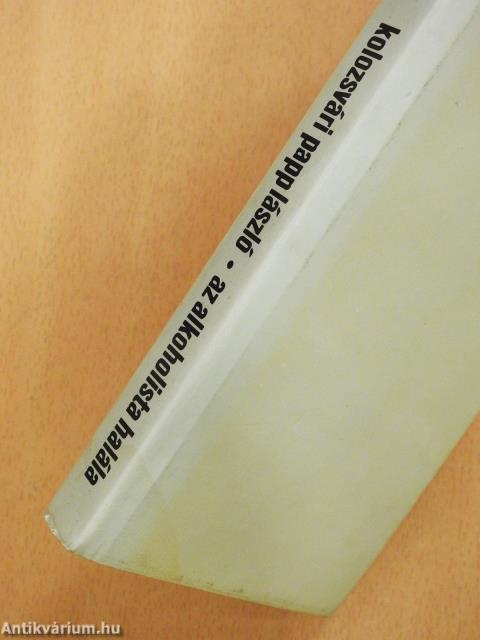 kolozsvári papp lászló • az alkoholista halála
Antikvárium.hu